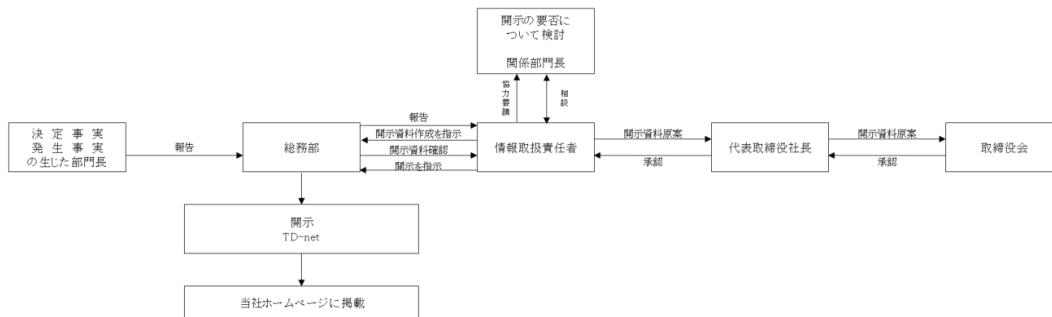 開示の要否に
ついて検討
関係部門長
協力要請
相談
決定事実
発生事実
の生じた部門長
報告
総務部
報告
開示資料作成を指示
開示資料確認
開示を指示
情報取扱責任者
開示資料原案
承認
代表取締役社長
開示資料原案
承認
取締役会
開示
TD-net
当社ホームページに掲載